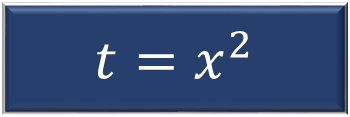 t = x²